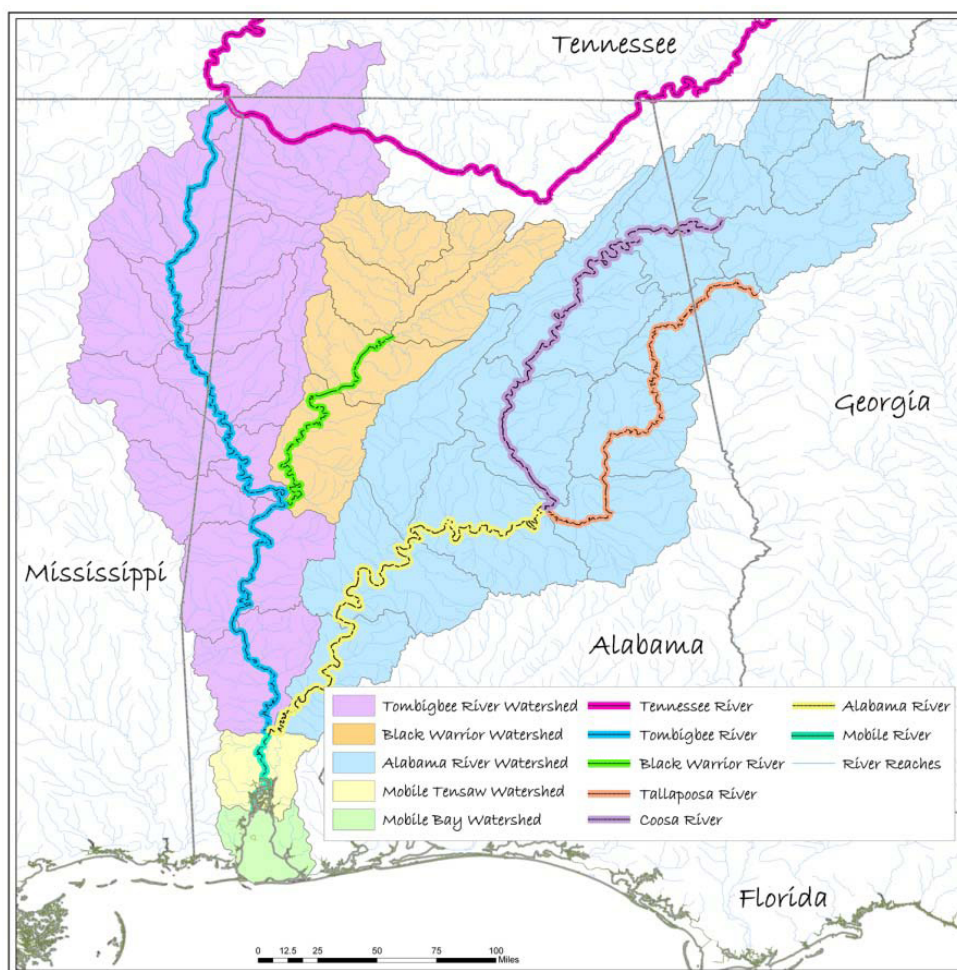 Tennessee
Georgia
Mississippi
Alabama
Tombigbee River Watershed
Black Warrior Watershed
Alabama River Watershed
Mobile Tensaw Watershed
Mobile Bay Watershed
Tennessee River
Tombigbee River
Black Warrior River
Tallapoosa River
Coosa River
Alabama River
Mobile River
River Reaches
Florida
0 12.5 25 50 75 100
Miles